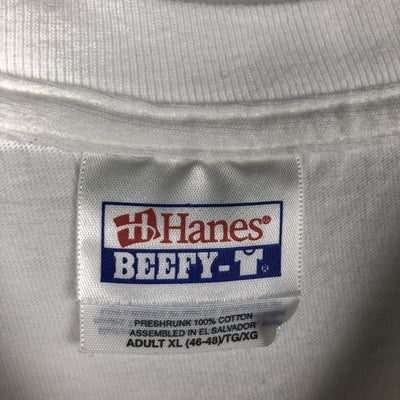 Hanes®
BEEFY-T®
PRESHRUNK 100% COTTON
ASSEMBLED IN EL SALVADOR
ADULT XL (46-48)/TG/XG